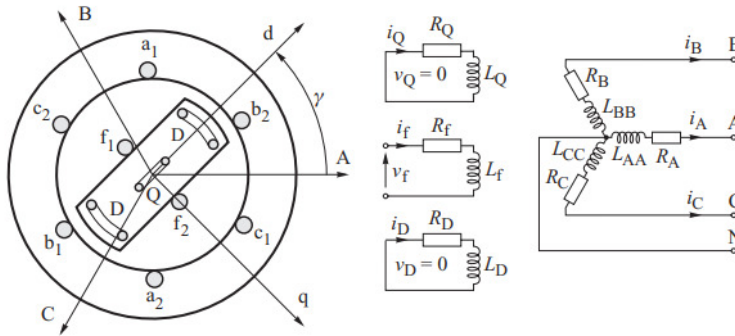 B
d
a1
γ
c2
b2
D
f1
A
Q
D
f2
b1
c1
C
a2
q
iQ
RQ
vQ = 0
LQ
if
Rf
vf
Lf
iD
RD
vD = 0
LD
iB
RB
LBB
iA
A
LCC
LAA
RA
RC
iC
N